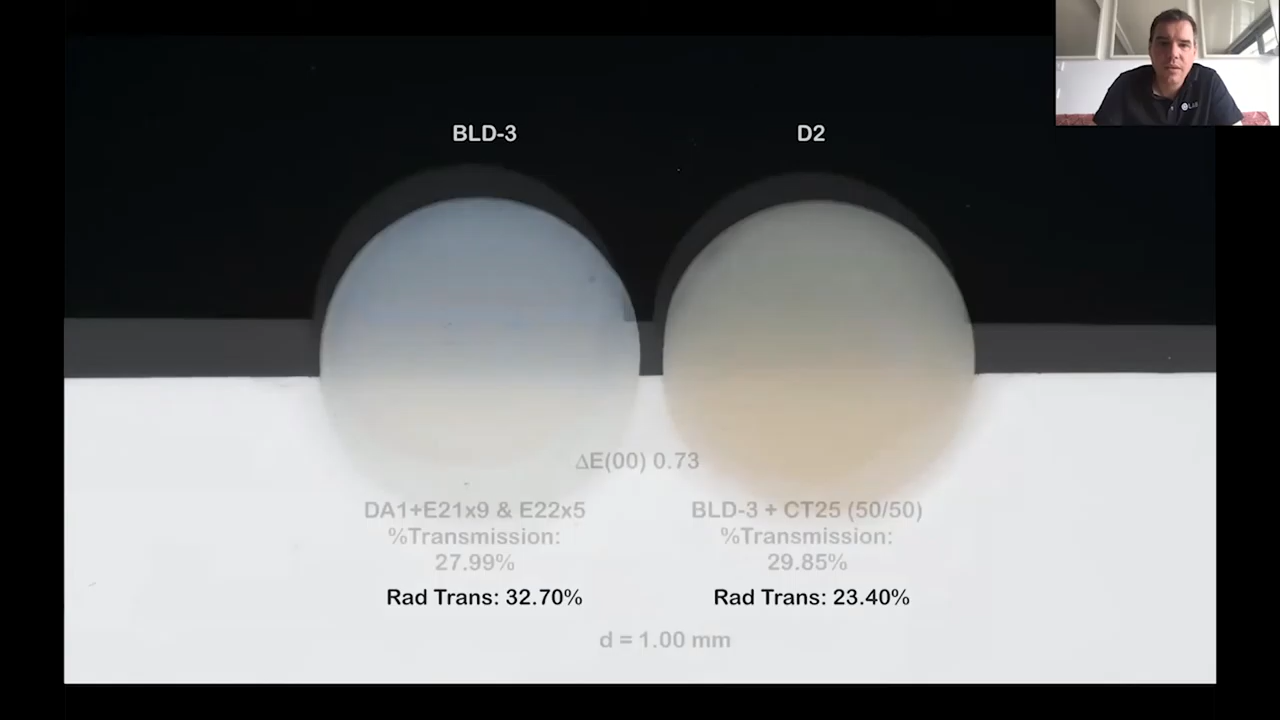 BLD-3
D2
∆E(00) 0.73
DA1+E21x9 & E22x5
%Transmission:
27.99%
BLD-3 + CT25 (50/50)
%Transmission:
29.85%
Rad Trans: 32.70%
Rad Trans: 23.40%
d = 1.00 mm